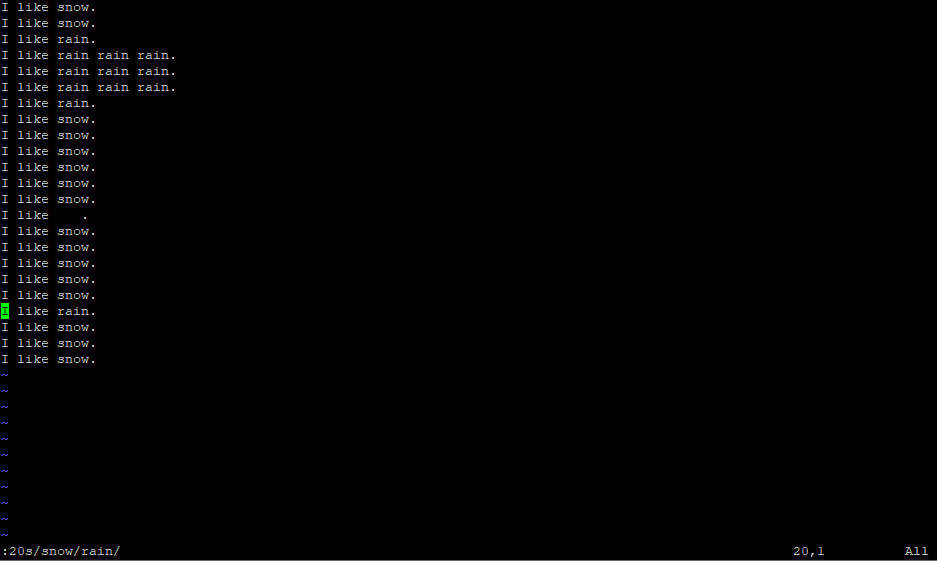 I like snow.
I like snow.
I like rain.
I like rain rain rain.
I like rain rain rain.
I like rain rain rain.
I like rain.
I like snow.
I like snow.
I like snow.
I like snow.
I like snow.
I like snow.
I like    .
I like snow.
I like snow.
I like snow.
I like snow.
I like snow.
I like rain.
I like snow.
I like snow.
I like snow.
~
~
~
~
~
~
~
~
~
~
~
:20s/snow/rain/ 20,1 All